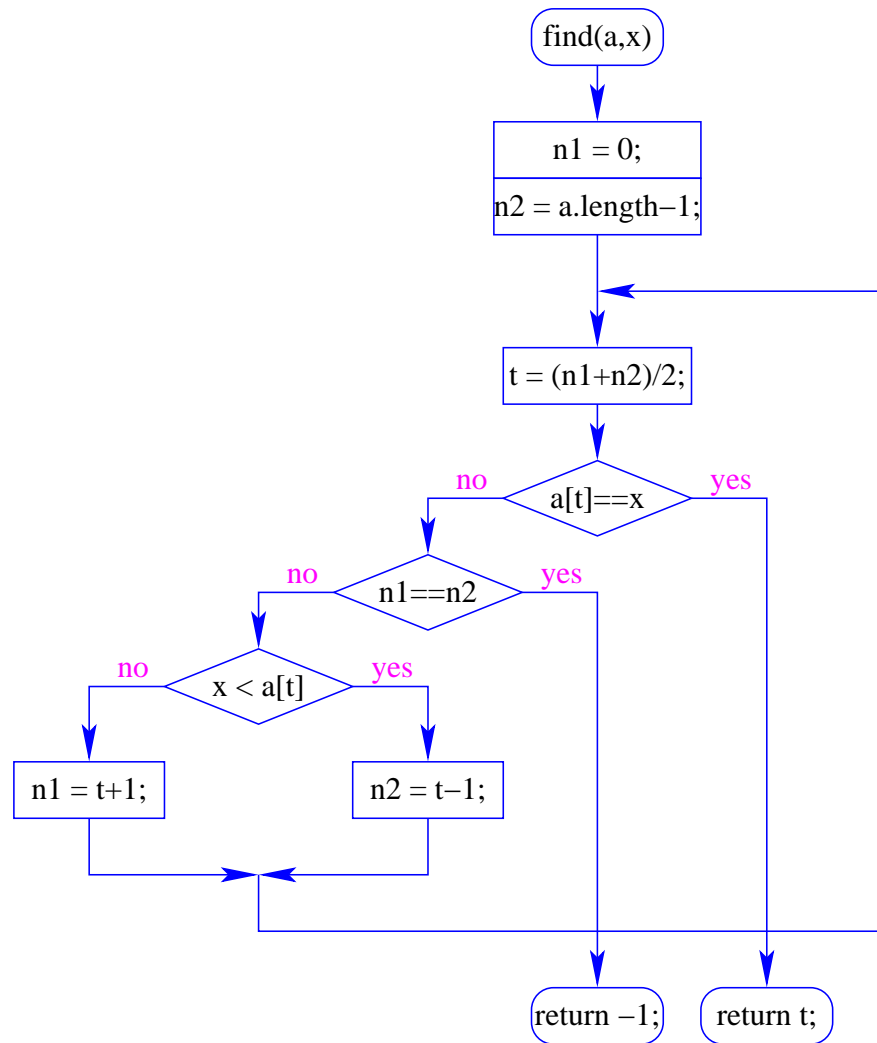 find(a,x)
n1 = 0;
n2 = a.length−1;
t = (n1+n2)/2;
no
yes
a[t]==x
no
yes
n1==n2
no
yes
x < a[t]
n1 = t+1;
n2 = t−1;
return −1;
return t;